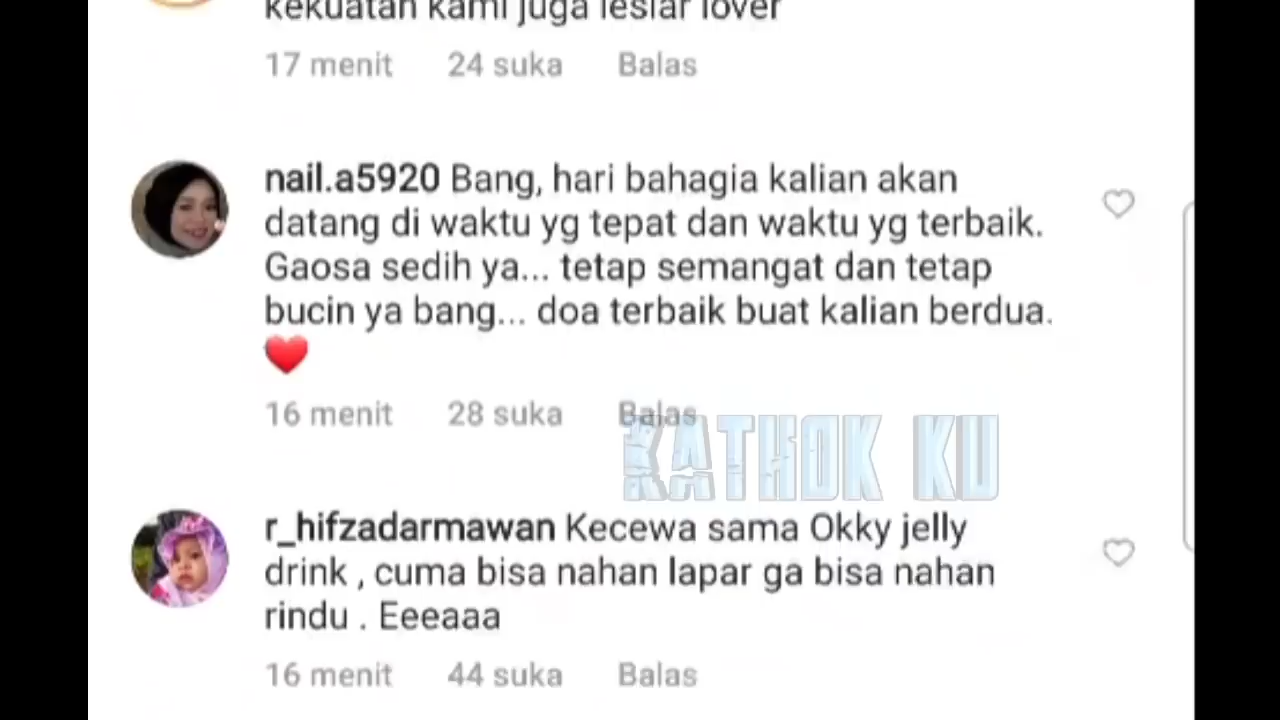 kekuatan kami juga leslar lover
17 menit 24 suka Balas
nail.a5920 Bang, hari bahagia kalian akan
datang di waktu yg tepat dan waktu yg terbaik.
Gaosa sedih ya... tetap semangat dan tetap
bucin ya bang... doa terbaik buat kalian berdua.
❤️
16 menit 28 suka Balas
KATHOK KU
r_hifzadarmawan Kecewa sama Okky jelly
drink , cuma bisa nahan lapar ga bisa nahan
rindu . Eeeaaa
16 menit 44 suka Balas